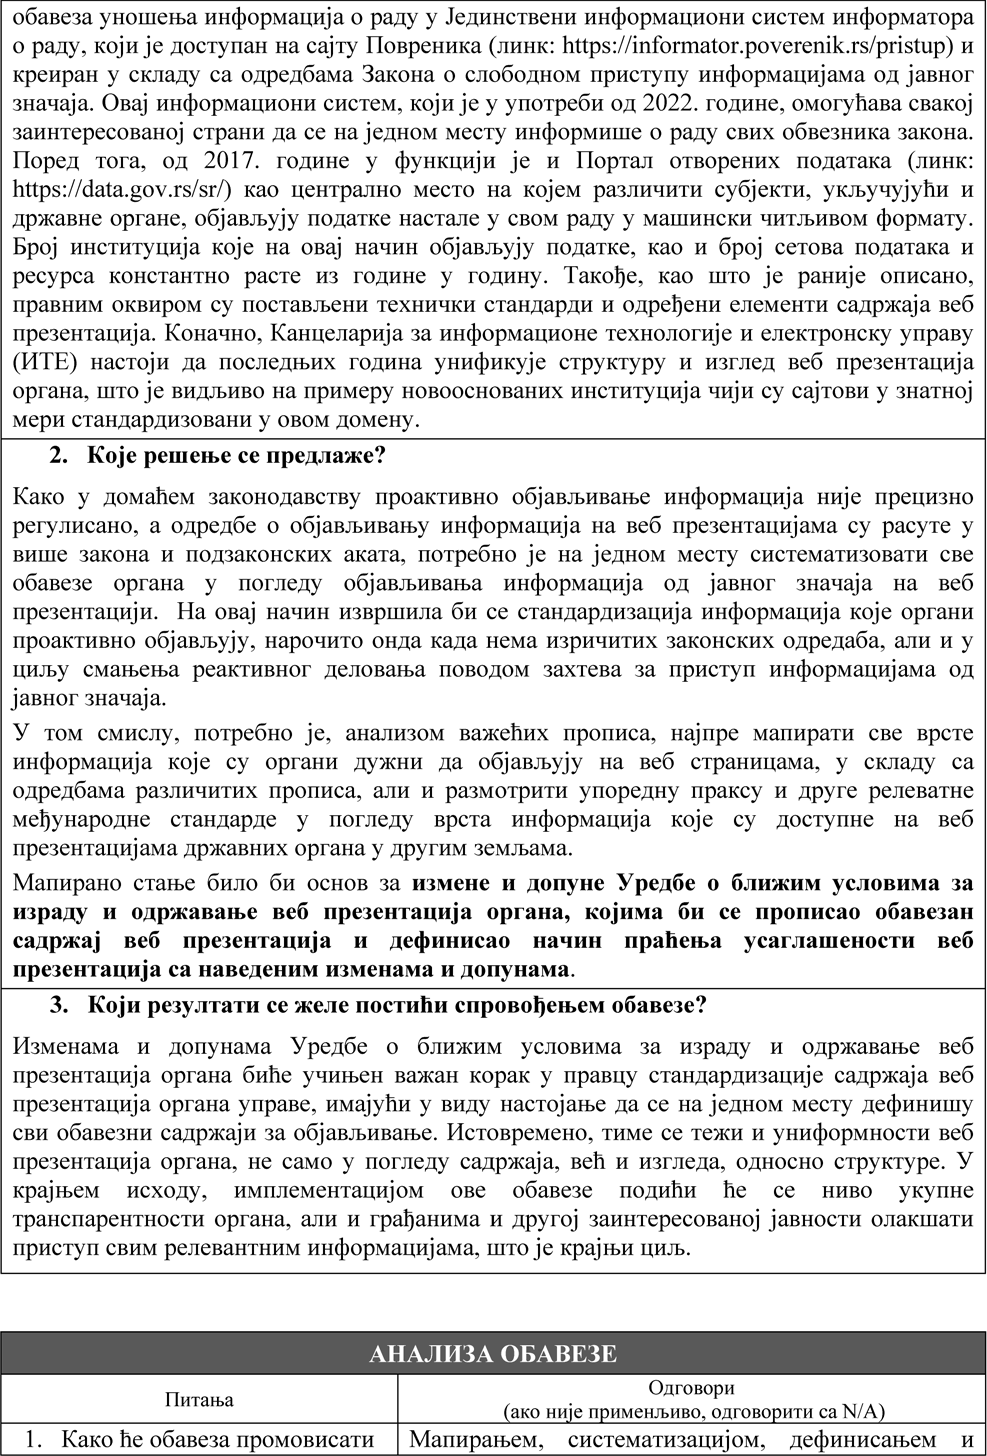 обавеза уношења информација о раду у Јединствени информациони систем информатора
о раду, који је доступан на сајту Повреника (линк: https://informator.poverenik.rs/pristup) и
креиран у складу са одредбама Закона о слободном приступу информацијама од јавног
значаја. Овај информациони систем, који је у употреби од 2022. године, омогућава свакој
заинтересованој страни да се на једном месту информише о раду свих обвезника закона.
Поред тога, од 2017. године у функцији је и Портал отворених података (линк:
https://data.gov.rs/sr/) као централно место на којем различити субјекти, укључујући и
државне органе, објављују податке настале у свом раду у машински читљивом формату.
Број институција које на овај начин објављују податке, као и број сетова података и
ресурса константно расте из године у годину. Такође, као што је раније описано,
правним оквиром су постављени технички стандарди и одређени елементи садржаја веб
презентација. Коначно, Канцеларија за информационе технологије и електронску управу
(ИТЕ) настоји да последњих година унификује структуру и изглед веб презентација
органа, што је видљиво на примеру новооснованих институција чији су сајтови у знатној
мери стандардизовани у овом домену.
2. Које решење се предлаже?
Како у домаћем законодавству проактивно објављивање информација није прецизно
регулисано, а одредбе о објављивању информација на веб презентацијама су расуте у
више закона и подзаконских аката, потребно је на једном месту систематизовати све
обавезе органа у погледу објављивања информација од јавног значаја на веб
презентацији. На овај начин извршила би се стандардизација информација које органи
проактивно објављују, нарочито онда када нема изричитих законских одредаба, али и у
циљу смањења реактивног деловања поводом захтева за приступ информацијама од
јавног значаја.
У том смислу, потребно је, анализом важећих прописа, најпре мапирати све врсте
информација које су органи дужни да објављују на веб страницама, у складу са
одредбама различитих прописа, али и размотрити упоредну праксу и друге релеватне
међународне стандарде у погледу врста информација које су доступне на веб
презентацијама државних органа у другим земљама.
Мапирано стање било би основ за измене и допуне Уредбе о ближим условима за
израду и одржавање веб презентација органа, којима би се прописао обавезан
садржај веб презентација и дефинисао начин праћења усаглашености веб
презентација са наведеним изменама и допунама.
3. Који резултати се желе постићи спровођењем обавезе?
Изменама и допунама Уредбе о ближим условима за израду и одржавање веб
презентација органа биће учињен важан корак у правцу стандардизације садржаја веб
презентација органа управе, имајући у виду настојање да се на једном месту дефинишу
сви обавезни садржаји за објављивање. Истовремено, тиме се тежи и униформности веб
презентација органа, не само у погледу садржаја, већ и изгледа, односно структуре. У
крајњем исходу, имплементацијом ове обавезе подићи ће се ниво укупне
транспарентности органа, али и грађанима и другој заинтересованој јавности олакшати
приступ свим релевантним информацијама, што је крајњи циљ.
АНАЛИЗА ОБАВЕЗЕ
Питања
Одговори
(ако није применљиво, одговорити са N/A)
1. Како ће обавеза промовисати
Мапирањем, систематизацијом, дефинисањем и